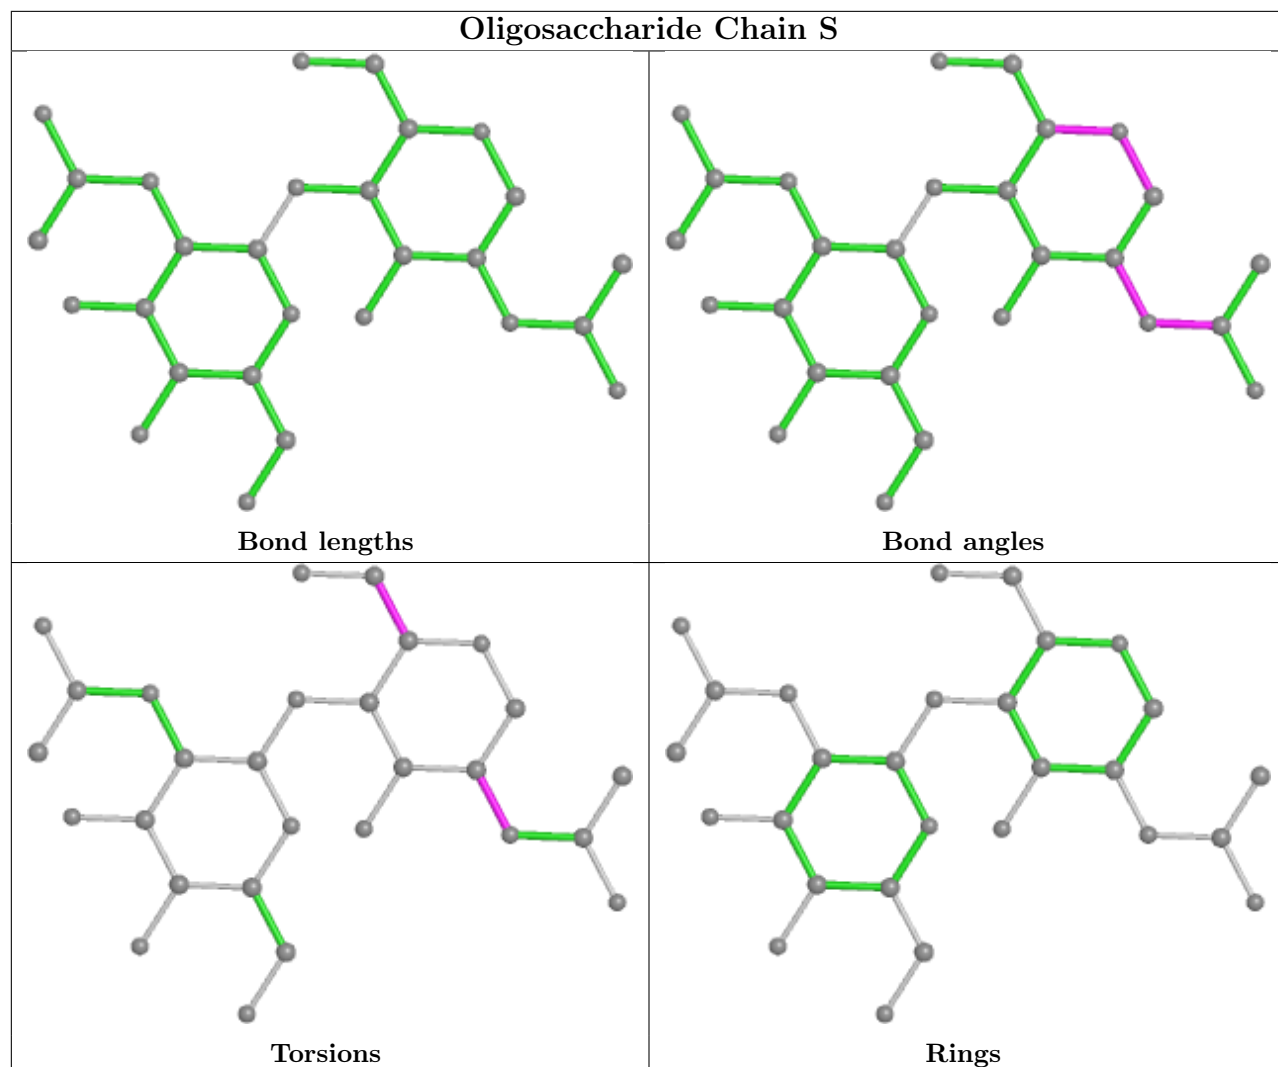 Oligosaccharide Chain S
Bond lengths
Bond angles
Torsions
Rings